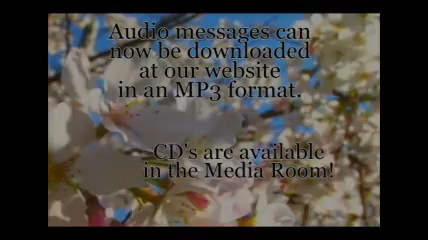 Audio messages can
now be downloaded
at our website
in an MP3 format.
CD's are available
in the Media Room!